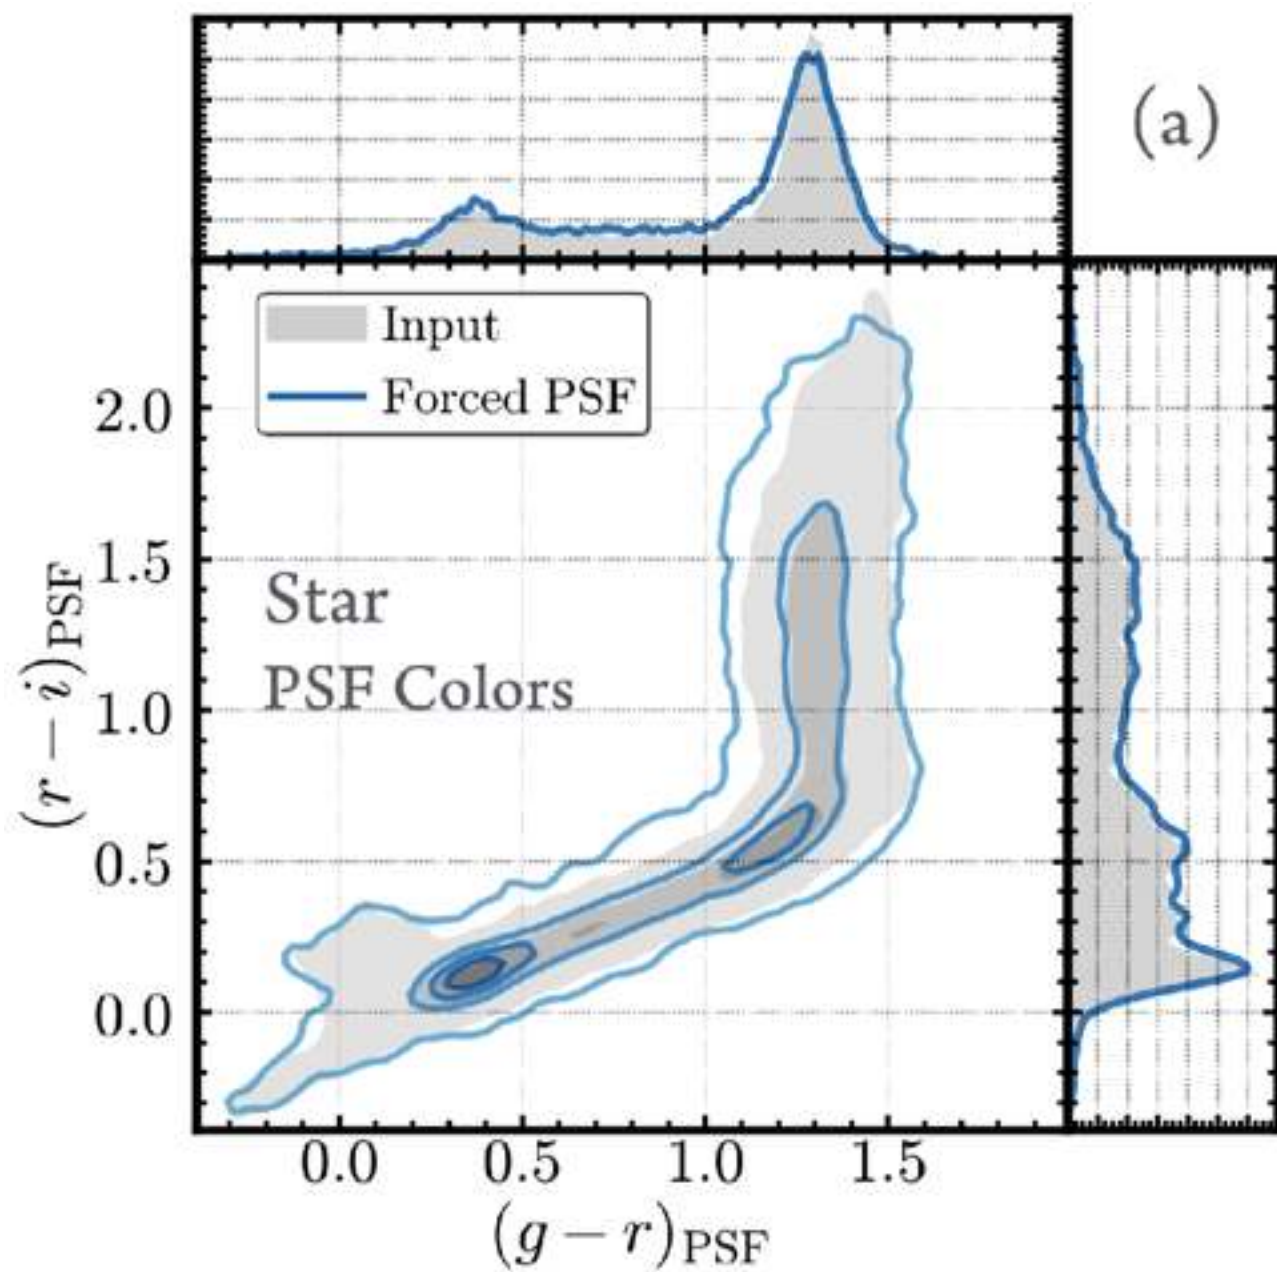 (a)
Input
Forced PSF
Star
PSF Colors
2.0
1.5
1.0
0.5
0.0
(r − i)PSF
0.0 0.5 1.0 1.5
(g − r)PSF